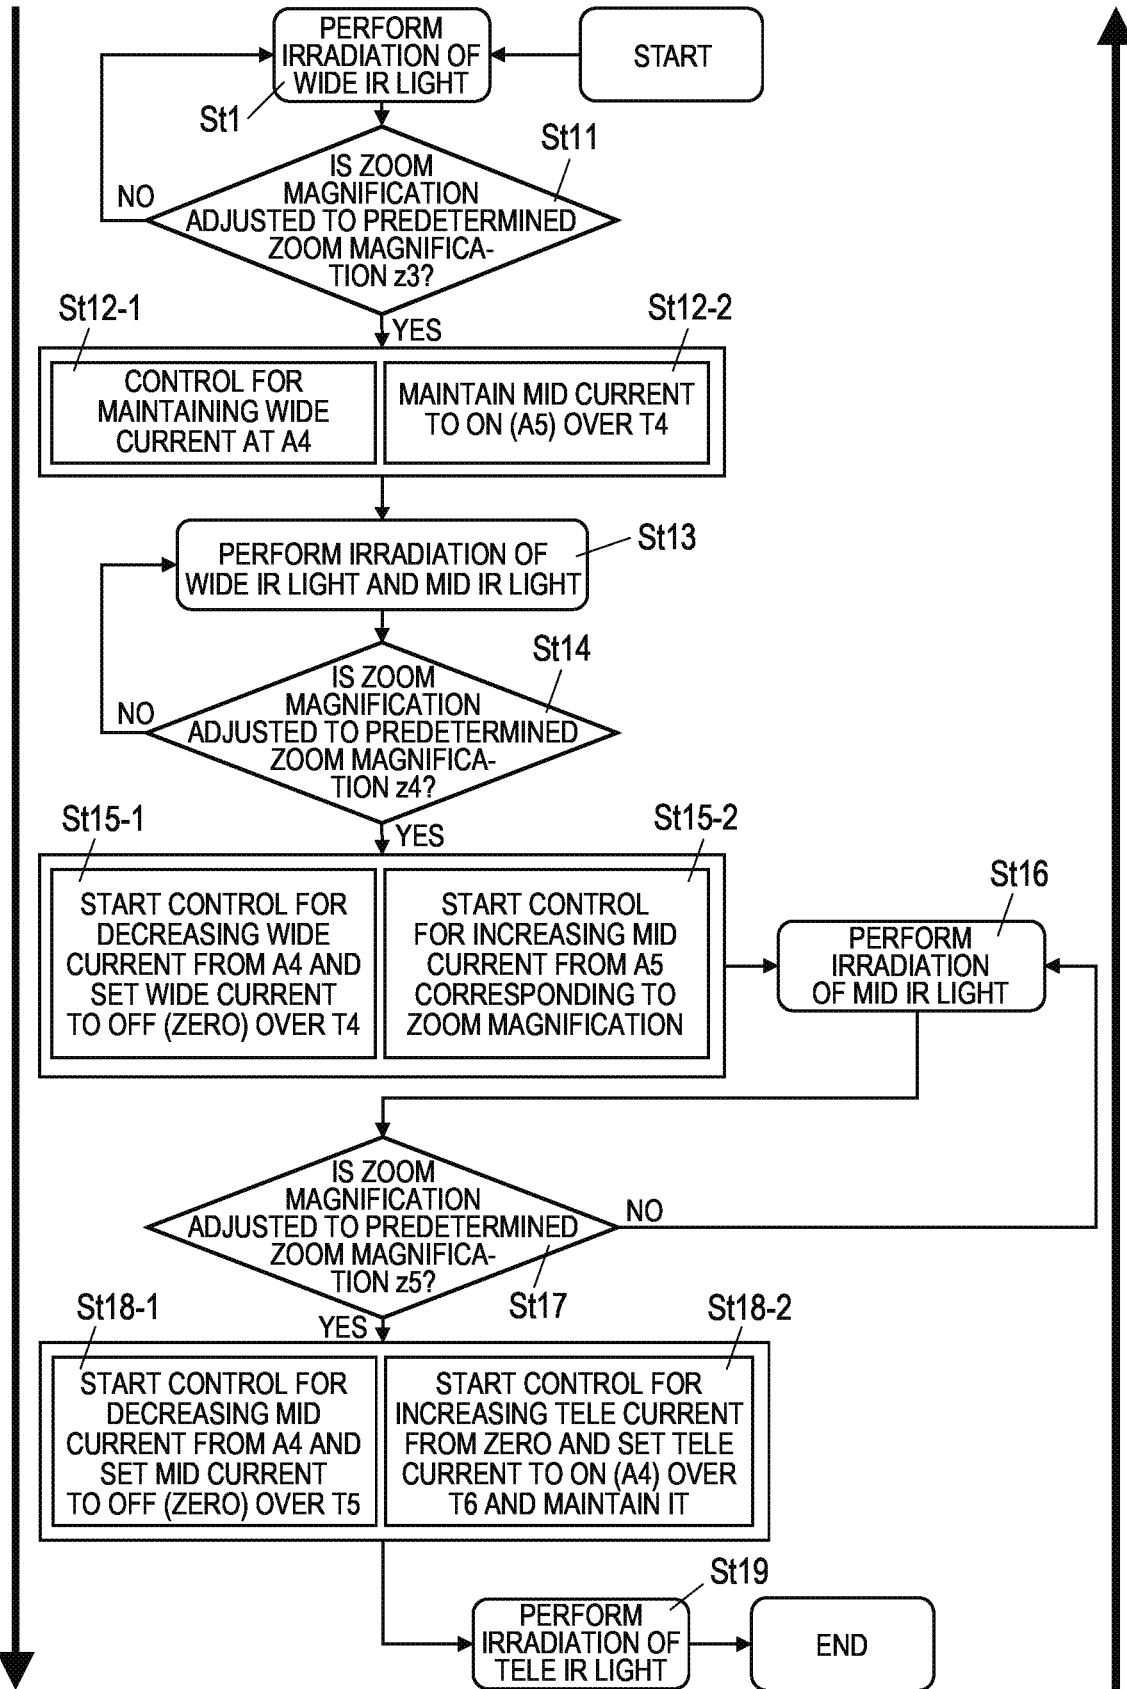 PERFORM
IRRADIATION OF
WIDE IR LIGHT
START
St1
St11
IS ZOOM
MAGNIFICATION
ADJUSTED TO PREDETERMINED
ZOOM MAGNIFICA-
TION z3?
NO
YES
St12-1
St12-2
CONTROL FOR
MAINTAINING WIDE
CURRENT AT A4
MAINTAIN MID CURRENT
TO ON (A5) OVER T4
St13
PERFORM IRRADIATION OF
WIDE IR LIGHT AND MID IR LIGHT
St14
IS ZOOM
MAGNIFICATION
ADJUSTED TO PREDETERMINED
ZOOM MAGNIFICA-
TION z4?
NO
YES
St15-1
St15-2
START CONTROL FOR
DECREASING WIDE
CURRENT FROM A4 AND
SET WIDE CURRENT
TO OFF (ZERO) OVER T4
START CONTROL
FOR INCREASING MID
CURRENT FROM A5
CORRESPONDING TO
ZOOM MAGNIFICATION
St16
PERFORM
IRRADIATION
OF MID IR LIGHT
IS ZOOM
MAGNIFICATION
ADJUSTED TO PREDETERMINED
ZOOM MAGNIFICA-
TION z5?
NO
St17
YES
St18-1
St18-2
START CONTROL FOR
DECREASING MID
CURRENT FROM A4 AND
SET MID CURRENT
TO OFF (ZERO) OVER T5
START CONTROL FOR
INCREASING TELE CURRENT
FROM ZERO AND SET TELE
CURRENT TO ON (A4) OVER
T6 AND MAINTAIN IT
St19
PERFORM
IRRADIATION OF
TELE IR LIGHT
END